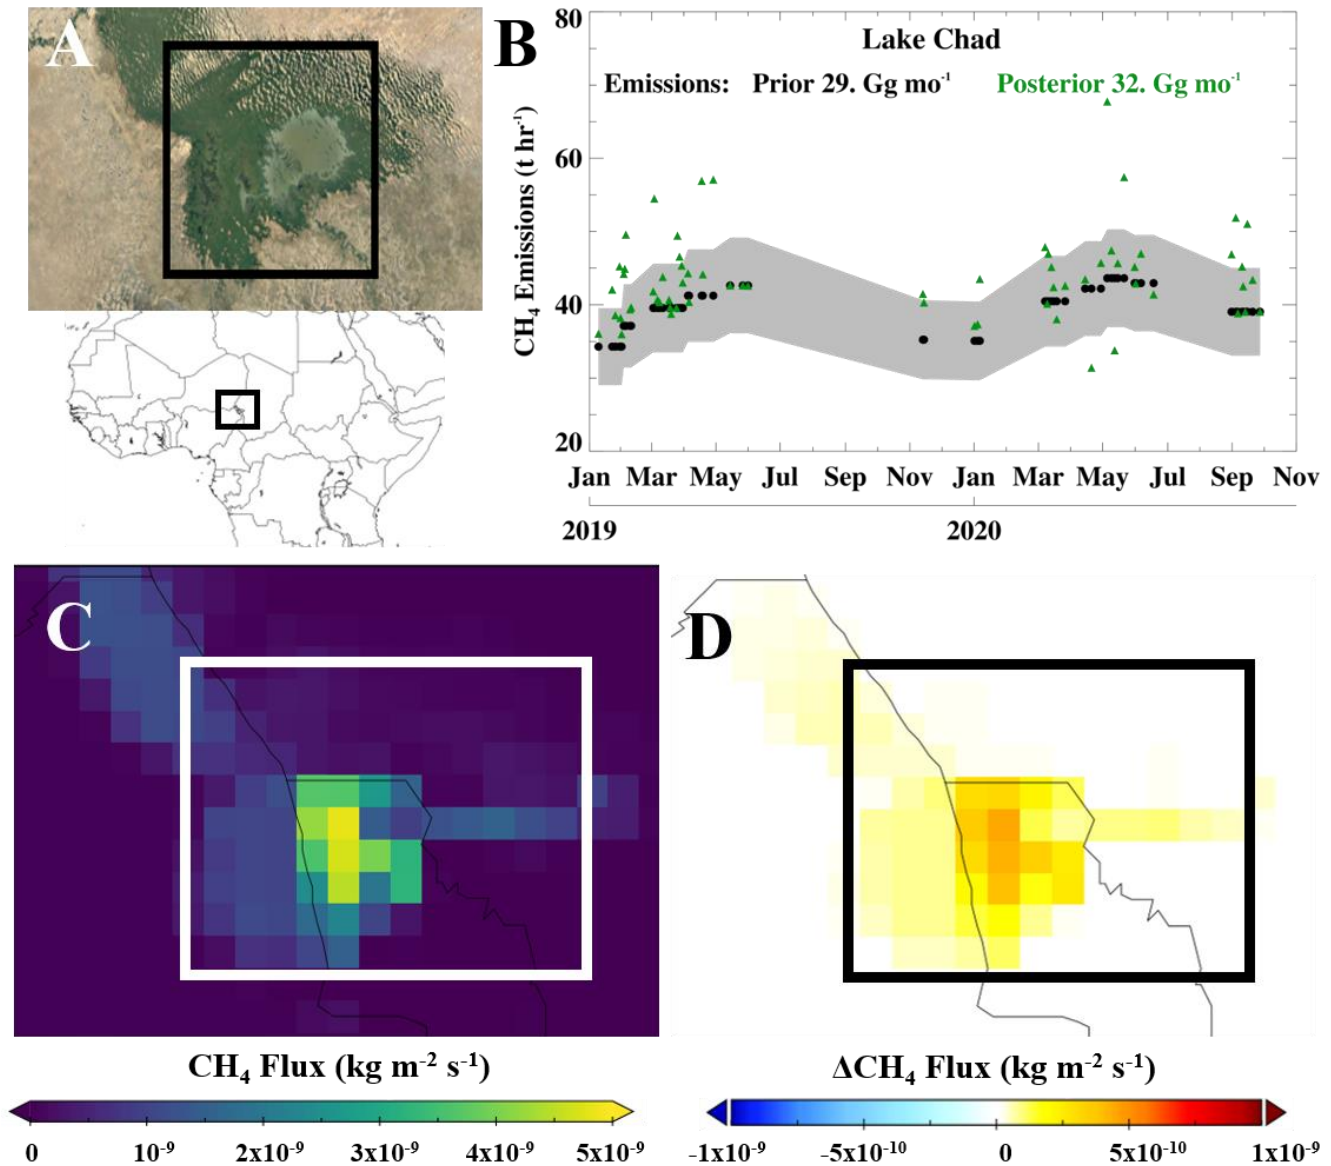 A
B
Lake Chad
Emissions: Prior 29. Gg mo⁻¹ Posterior 32. Gg mo⁻¹
CH₄ Emissions (t hr⁻¹)
80
60
40
20
Jan Mar May Jul Sep Nov Jan Mar May Jul Sep Nov
2019 2020
C
D
CH₄ Flux (kg m⁻² s⁻¹)
0 10⁻⁹ 2x10⁻⁹ 3x10⁻⁹ 4x10⁻⁹ 5x10⁻⁹
ΔCH₄ Flux (kg m⁻² s⁻¹)
-1x10⁻⁹ -5x10⁻¹⁰ 0 5x10⁻¹⁰ 1x10⁻⁹